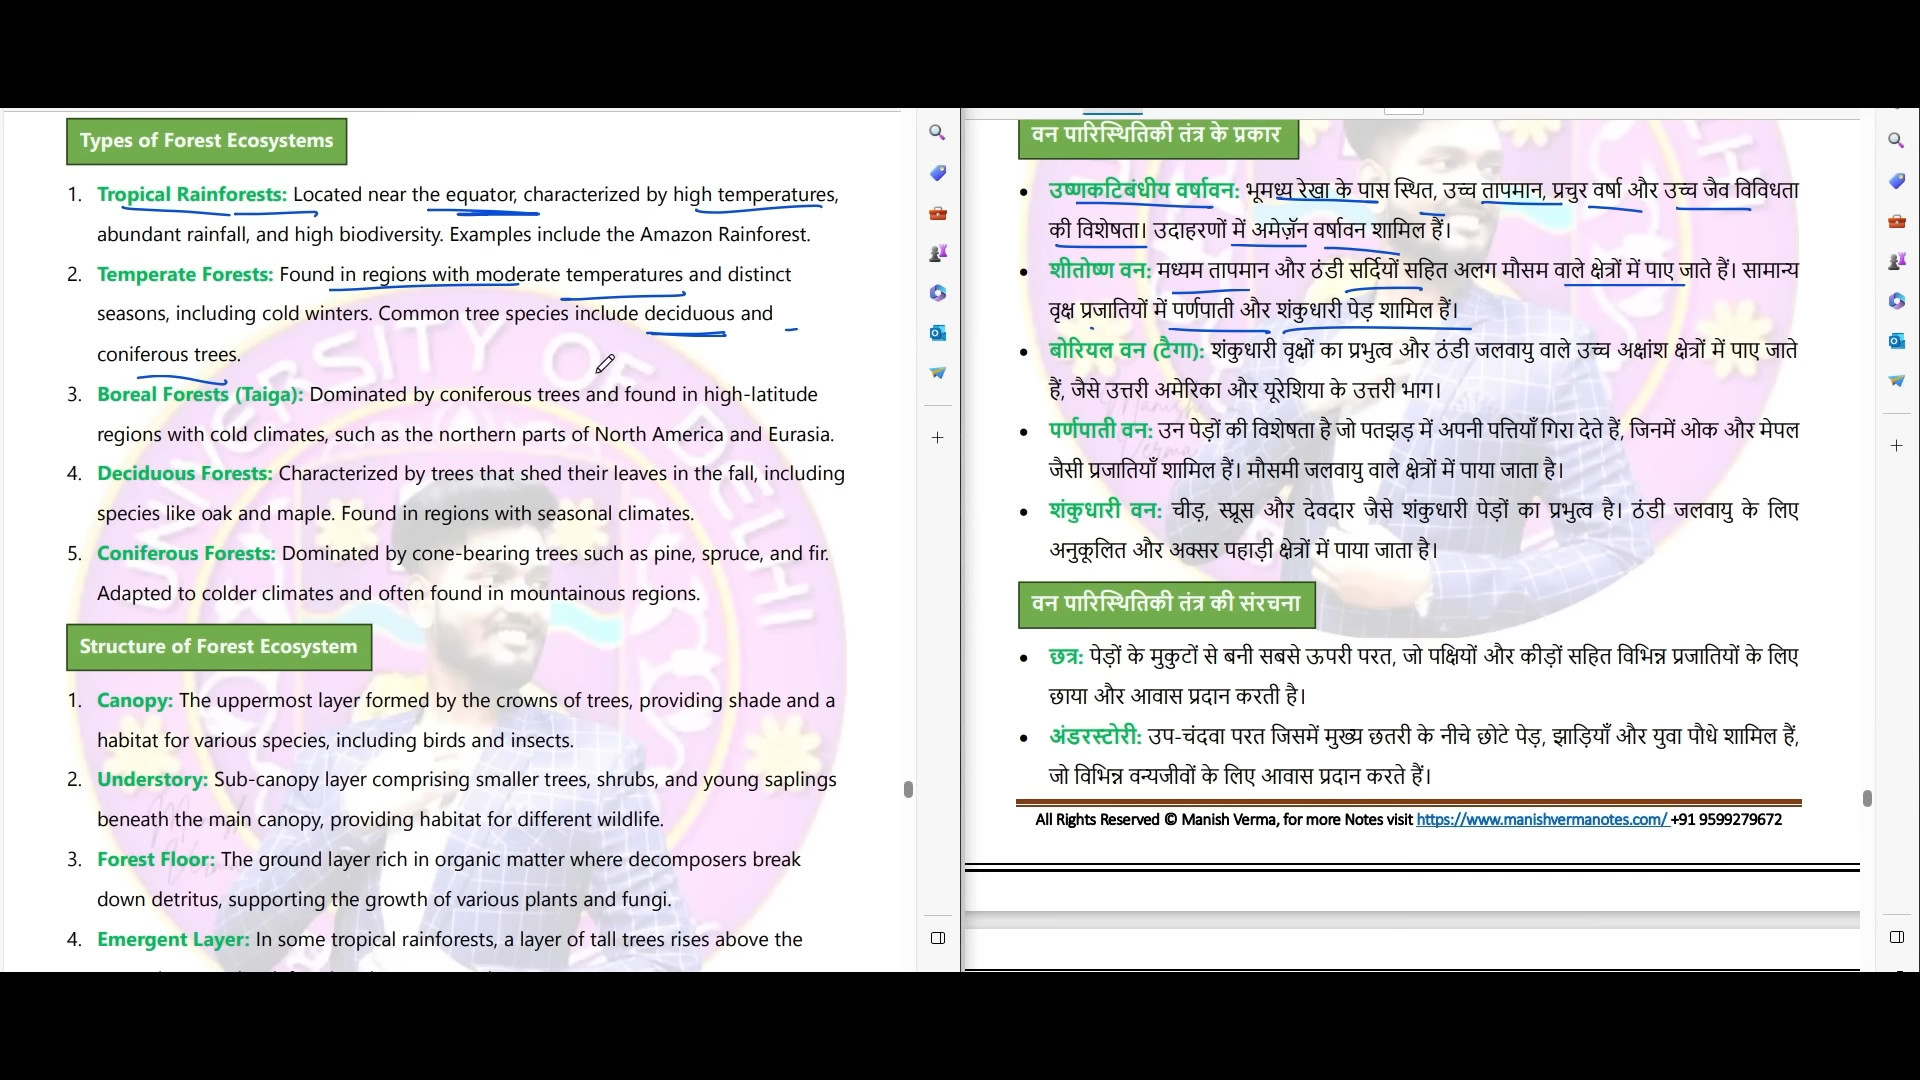 Types of Forest Ecosystems
1. Tropical Rainforests: Located near the equator, characterized by high temperatures,
abundant rainfall, and high biodiversity. Examples include the Amazon Rainforest.
2. Temperate Forests: Found in regions with moderate temperatures and distinct
seasons, including cold winters. Common tree species include deciduous and
coniferous trees.
3. Boreal Forests (Taiga): Dominated by coniferous trees and found in high-latitude
regions with cold climates, such as the northern parts of North America and Eurasia.
4. Deciduous Forests: Characterized by trees that shed their leaves in the fall, including
species like oak and maple. Found in regions with seasonal climates.
5. Coniferous Forests: Dominated by cone-bearing trees such as pine, spruce, and fir.
Adapted to colder climates and often found in mountainous regions.
Structure of Forest Ecosystem
1. Canopy: The uppermost layer formed by the crowns of trees, providing shade and a
habitat for various species, including birds and insects.
2. Understory: Sub-canopy layer comprising smaller trees, shrubs, and young saplings
beneath the main canopy, providing habitat for different wildlife.
3. Forest Floor: The ground layer rich in organic matter where decomposers break
down detritus, supporting the growth of various plants and fungi.
4. Emergent Layer: In some tropical rainforests, a layer of tall trees rises above the
UNIVERSITY OF DELHI
वन पारिस्थितिकी तंत्र के प्रकार
• उष्णकटिबंधीय वर्षावन: भूमध्य रेखा के पास स्थित, उच्च तापमान, प्रचुर वर्षा और उच्च जैव विविधता
की विशेषता। उदाहरणों में अमेज़ॅन वर्षावन शामिल हैं।
• शीतोष्ण वन: मध्यम तापमान और ठंडी सर्दियों सहित अलग मौसम वाले क्षेत्रों में पाए जाते हैं। सामान्य
वृक्ष प्रजातियों में पर्णपाती और शंकुधारी पेड़ शामिल हैं।
• बोरियल वन (टैगा): शंकुधारी वृक्षों का प्रभुत्व और ठंडी जलवायु वाले उच्च अक्षांश क्षेत्रों में पाए जाते
हैं, जैसे उत्तरी अमेरिका और यूरेशिया के उत्तरी भाग।
• पर्णपाती वन: उन पेड़ों की विशेषता है जो पतझड़ में अपनी पत्तियाँ गिरा देते हैं, जिनमें ओक और मेपल
जैसी प्रजातियाँ शामिल हैं। मौसमी जलवायु वाले क्षेत्रों में पाया जाता है।
• शंकुधारी वन: चीड़, स्प्रूस और देवदार जैसे शंकुधारी पेड़ों का प्रभुत्व है। ठंडी जलवायु के लिए
अनुकूलित और अक्सर पहाड़ी क्षेत्रों में पाया जाता है।
वन पारिस्थितिकी तंत्र की संरचना
• छत्र: पेड़ों के मुकुटों से बनी सबसे ऊपरी परत, जो पक्षियों और कीड़ों सहित विभिन्न प्रजातियों के लिए
छाया और आवास प्रदान करती है।
• अंडरस्टोरी: उप-चंदवा परत जिसमें मुख्य छतरी के नीचे छोटे पेड़, झाड़ियाँ और युवा पौधे शामिल हैं,
जो विभिन्न वन्यजीवों के लिए आवास प्रदान करते हैं।
All Rights Reserved © Manish Verma, for more Notes visit https://www.manishvermanotes.com/ +91 9599279672